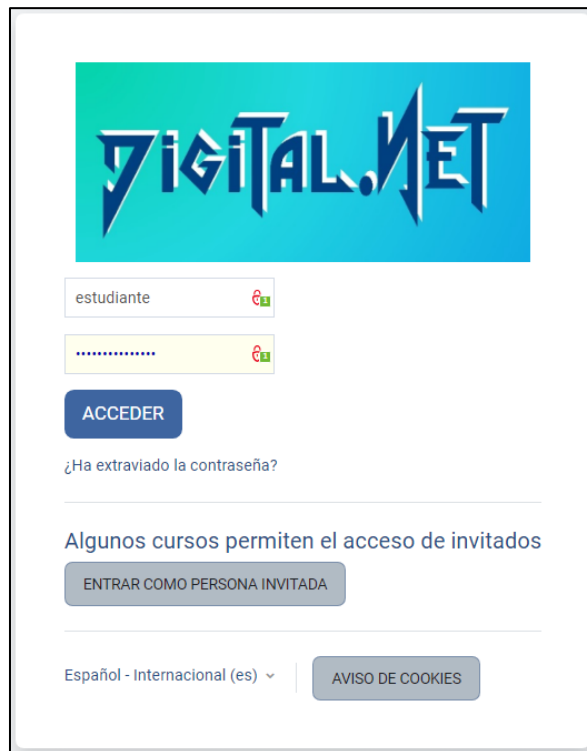 DIGITAL.NET
estudiante
•••••••••••••••
ACCEDER
¿Ha extraviado la contraseña?
Algunos cursos permiten el acceso de invitados
ENTRAR COMO PERSONA INVITADA
Español - Internacional (es)
AVISO DE COOKIES